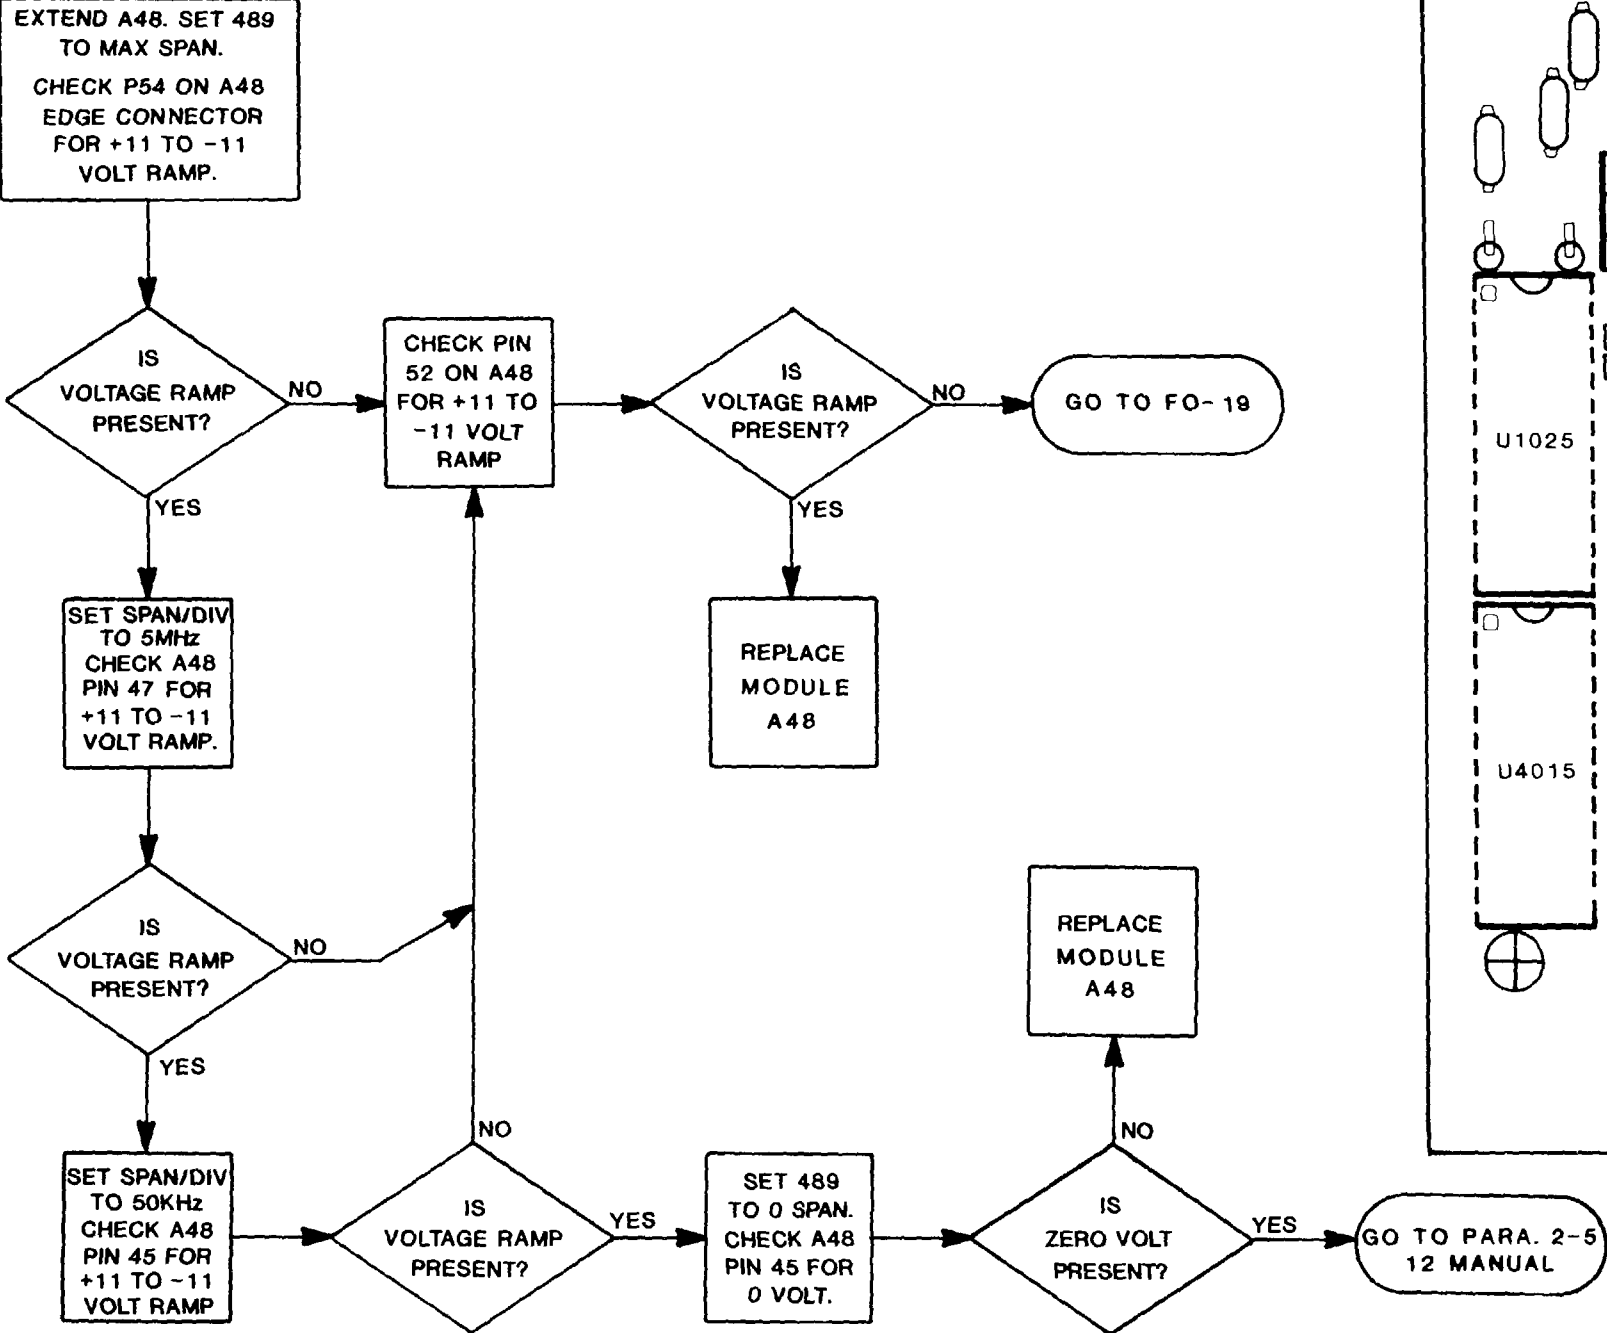 EXTEND A48. SET 489
TO MAX SPAN.
CHECK P54 ON A48
EDGE CONNECTOR
FOR +11 TO -11
VOLT RAMP.
IS
VOLTAGE RAMP
PRESENT?
NO
YES
CHECK PIN
52 ON A48
FOR +11 TO
-11 VOLT
RAMP
IS
VOLTAGE RAMP
PRESENT?
NO
YES
GO TO FO-19
REPLACE
MODULE
A48
SET SPAN/DIV
TO 5MHz
CHECK A48
PIN 47 FOR
+11 TO -11
VOLT RAMP.
IS
VOLTAGE RAMP
PRESENT?
NO
YES
SET SPAN/DIV
TO 50KHz
CHECK A48
PIN 45 FOR
+11 TO -11
VOLT RAMP
IS
VOLTAGE RAMP
PRESENT?
NO
YES
SET 489
TO 0 SPAN.
CHECK A48
PIN 45 FOR
0 VOLT.
IS
ZERO VOLT
PRESENT?
NO
YES
REPLACE
MODULE
A48
GO TO PARA. 2-5
12 MANUAL
U1025
U4015